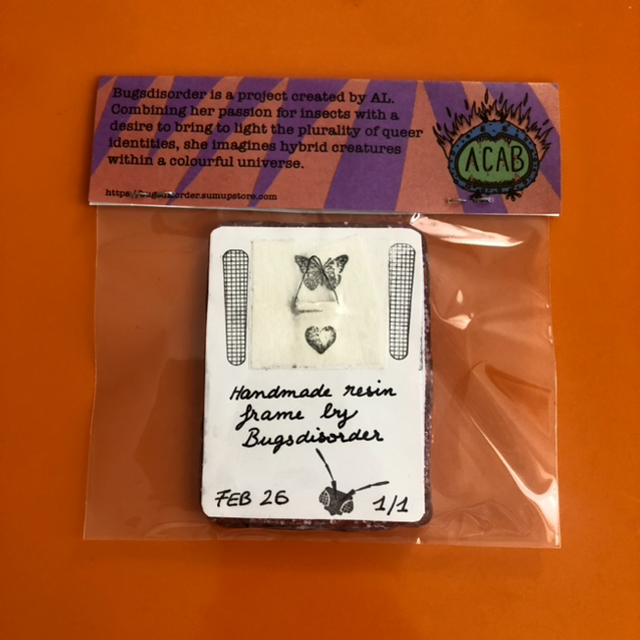 Bugsdisorder is a project created by AL.
Combining her passion for insects with a
desire to bring to light the plurality of queer
identities, she imagines hybrid creatures
within a colourful universe.
https://bugsdisorder.sumupstore.com
ACAB
Handmade resin
frame by
Bugsdisorder
FEB 26
1/1